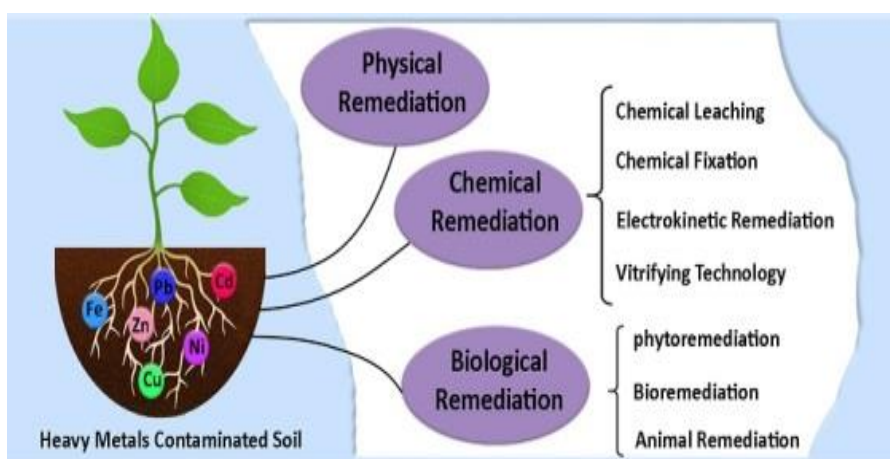 Physical
Remediation
Chemical
Remediation
Chemical Leaching
Chemical Fixation
Electrokinetic Remediation
Vitrifying Technology
Biological
Remediation
phytoremediation
Bioremediation
Animal Remediation
Fe
Pb
Cd
Zn
Ni
Cu
Heavy Metals Contaminated Soil